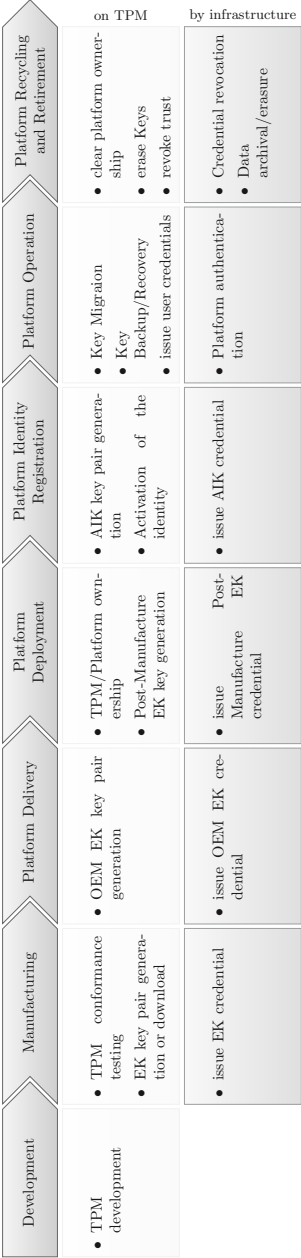 Development
Manufacturing
Platform Delivery
Platform
Deployment
Platform Identity
Registration
Platform Operation
Platform Recycling
and Retirement
on TPM
• TPM
development
• TPM conformance
testing
• EK key pair genera-
tion or download
• OEM EK key pair
generation
• TPM/Platform own-
ership
• Post-Manufacture
EK key generation
• AIK key pair genera-
tion
• Activation of the
identity
• Key Migraion
• Key
Backup/Recovery
• issue user credentials
• clear platform owner-
ship
• erase Keys
• revoke trust
by infrastructure
• issue EK credential
• issue OEM EK cre-
dential
• issue Post-
Manufacture EK
credential
• issue AIK credential
• Platform authentica-
tion
• Credential revocation
• Data
archival/erasure